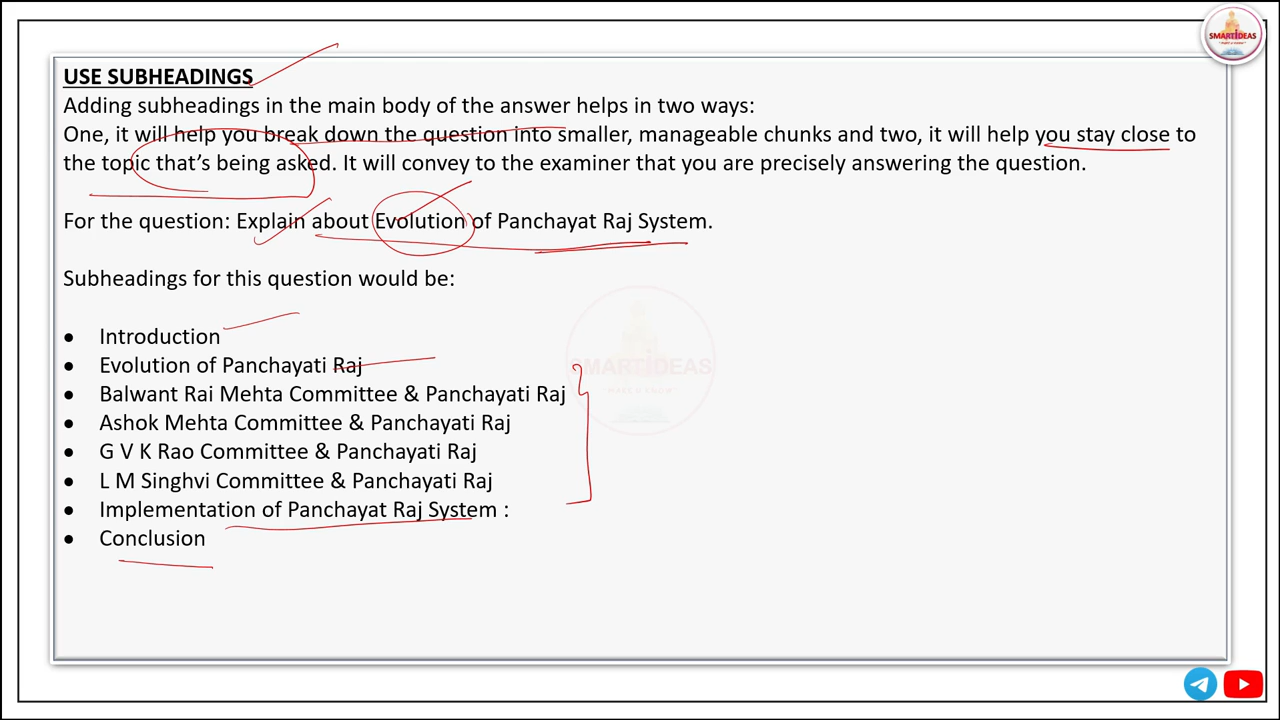 SMARTIDEAS
USE SUBHEADINGS
Adding subheadings in the main body of the answer helps in two ways:
One, it will help you break down the question into smaller, manageable chunks and two, it will help you stay close to
the topic that’s being asked. It will convey to the examiner that you are precisely answering the question.
For the question: Explain about Evolution of Panchayat Raj System.
Subheadings for this question would be:
● Introduction
● Evolution of Panchayati Raj
● Balwant Rai Mehta Committee & Panchayati Raj
● Ashok Mehta Committee & Panchayati Raj
● G V K Rao Committee & Panchayati Raj
● L M Singhvi Committee & Panchayati Raj
● Implementation of Panchayat Raj System :
● Conclusion
SMARTIDEAS